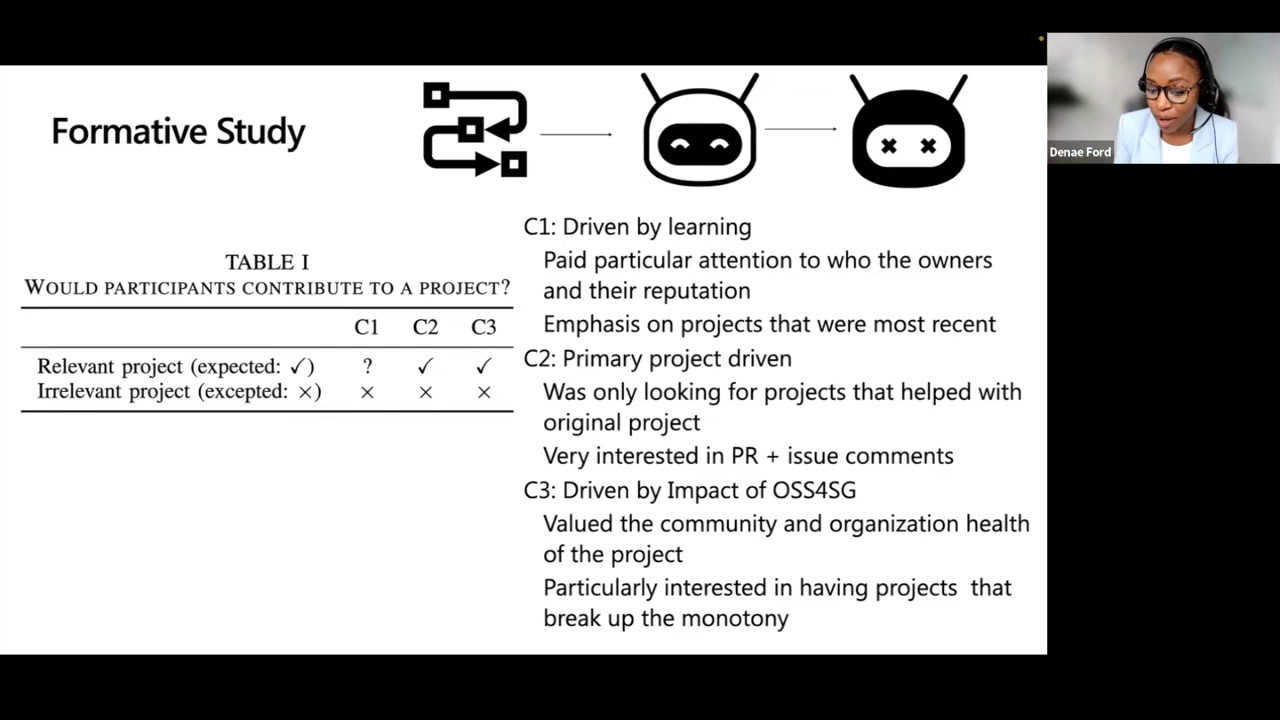 Formative Study
TABLE I
WOULD PARTICIPANTS CONTRIBUTE TO A PROJECT?
C1 C2 C3
Relevant project (expected: ✓) ? ✓ ✓
Irrelevant project (excepted: ×) × × ×
C1: Driven by learning
Paid particular attention to who the owners
and their reputation
Emphasis on projects that were most recent
C2: Primary project driven
Was only looking for projects that helped with
original project
Very interested in PR + issue comments
C3: Driven by Impact of OSS4SG
Valued the community and organization health
of the project
Particularly interested in having projects that
break up the monotony
Denae Ford